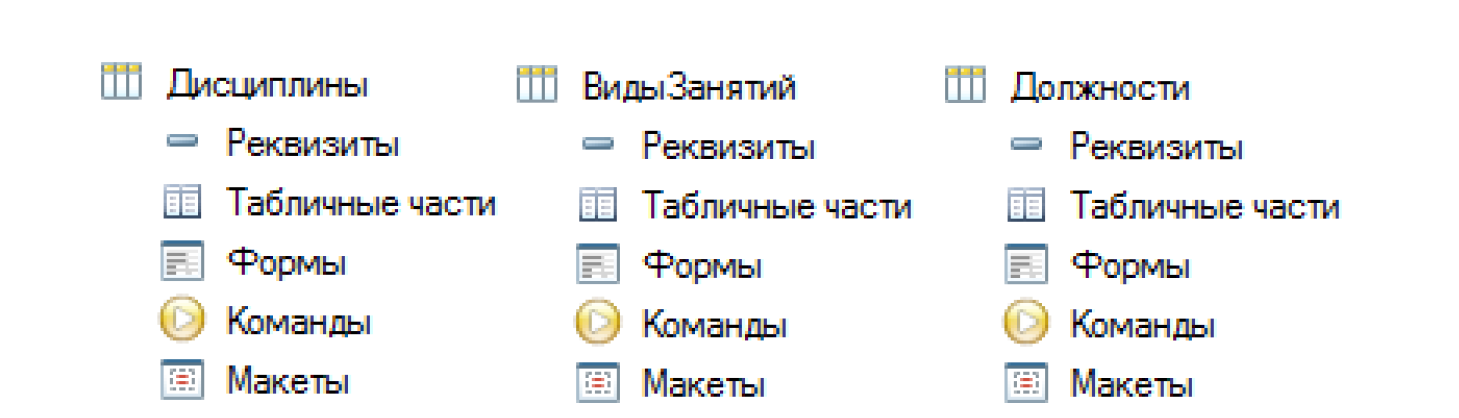 Дисциплины
Реквизиты
Табличные части
Формы
Команды
Макеты
ВидыЗанятий
Реквизиты
Табличные части
Формы
Команды
Макеты
Должности
Реквизиты
Табличные части
Формы
Команды
Макеты